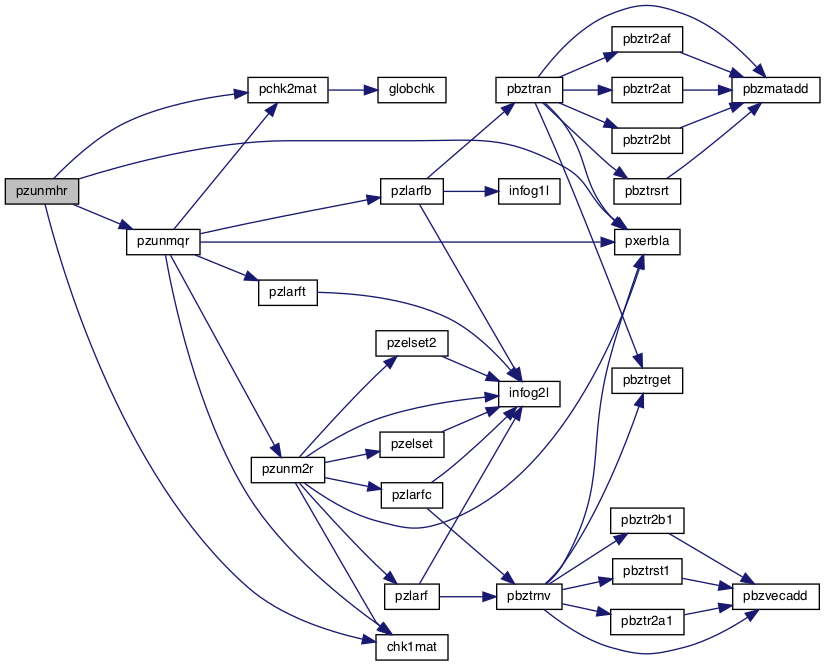 pzunmhr
pchk2mat
globchk
pzunmqr
pzlarfb
pzlarft
infog1l
pzelset2
infog2l
pzelset
pzunm2r
pzlarfc
pzlarf
chk1mat
pbztran
pbztr2af
pbztr2at
pbztr2bt
pbztrsrt
pbzmatadd
pxerbla
pbztrget
pbztr2b1
pbztrst1
pbztr2a1
pbztrnv
pbzvecadd